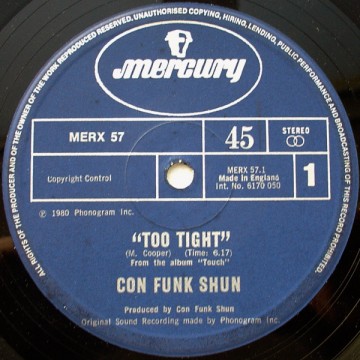 ALL RIGHTS OF THE PRODUCER AND OF THE OWNER OF THE WORK REPRODUCED RESERVED. UNAUTHORISED COPYING, HIRING, LENDING, PUBLIC PERFORMANCE AND BROADCASTING OF THIS RECORD PROHIBITED.
mercury
MERX 57
45
STEREO
Copyright Control
MERX 57.1
Made in England
Int. No. 6170 050
1
℗ 1980 Phonogram Inc.
"TOO TIGHT"
(M. Cooper) (Time: 6.17)
From the album "Touch"
CON FUNK SHUN
Produced by Con Funk Shun
Original Sound Recording made by Phonogram Inc.